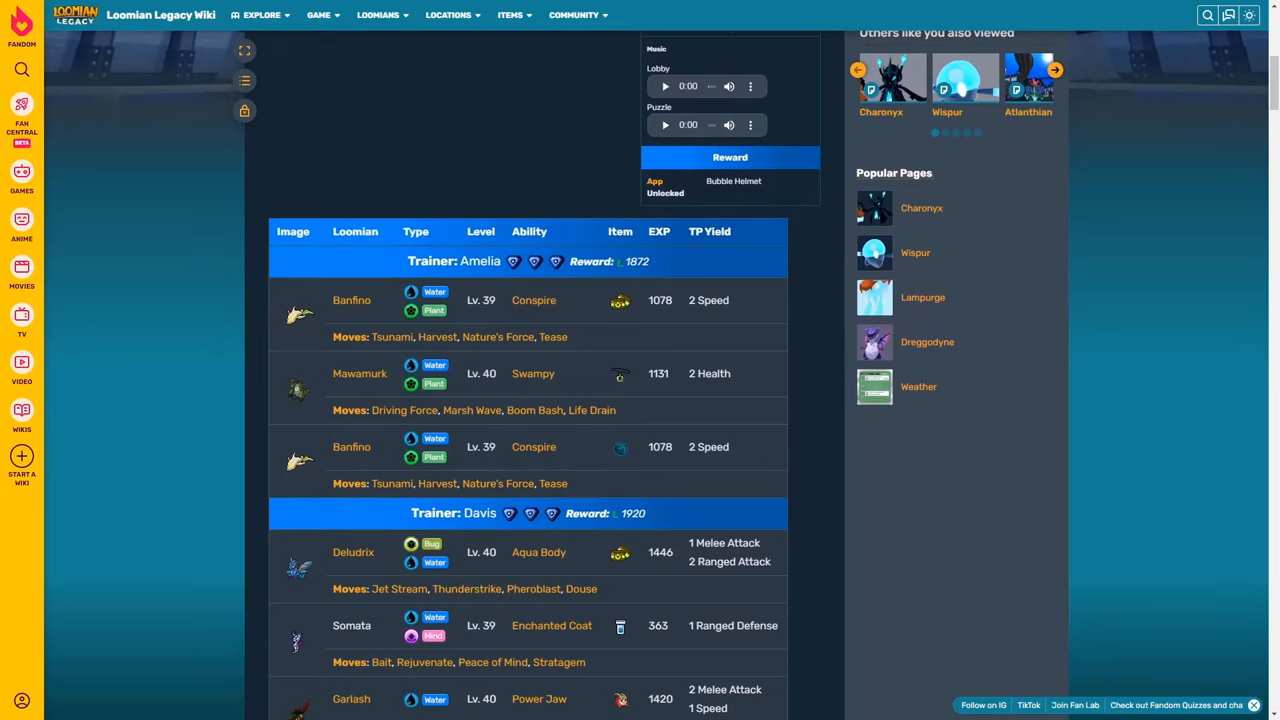 FANDOM
FAN CENTRAL
BETA
GAMES
ANIME
MOVIES
TV
VIDEO
WIKIS
START A WIKI
LOOMIAN LEGACY
Loomian Legacy Wiki
EXPLORE
GAME
LOOMIANS
LOCATIONS
ITEMS
COMMUNITY
Music
Lobby
0:00
Puzzle
0:00
Reward
App Unlocked Bubble Helmet
Image Loomian Type Level Ability Item EXP TP Yield
Trainer: Amelia Reward: 1872
Banfino Water Plant Lv. 39 Conspire 1078 2 Speed
Moves: Tsunami, Harvest, Nature's Force, Tease
Mawamurk Water Plant Lv. 40 Swampy 1131 2 Health
Moves: Driving Force, Marsh Wave, Boom Bash, Life Drain
Banfino Water Plant Lv. 39 Conspire 1078 2 Speed
Moves: Tsunami, Harvest, Nature's Force, Tease
Trainer: Davis Reward: 1920
Deludrix Bug Water Lv. 40 Aqua Body 1446 1 Melee Attack 2 Ranged Attack
Moves: Jet Stream, Thunderstrike, Pheroblast, Douse
Somata Water Mind Lv. 39 Enchanted Coat 363 1 Ranged Defense
Moves: Bait, Rejuvenate, Peace of Mind, Stratagem
Garlash Water Lv. 40 Power Jaw 1420 2 Melee Attack 1 Speed
Others like you also viewed
Charonyx
Wispur
Atlanthian
Popular Pages
Charonyx
Wispur
Lampurge
Dreggodyne
Weather
Follow on IG
TikTok
Join Fan Lab
Check out Fandom Quizzes and cha